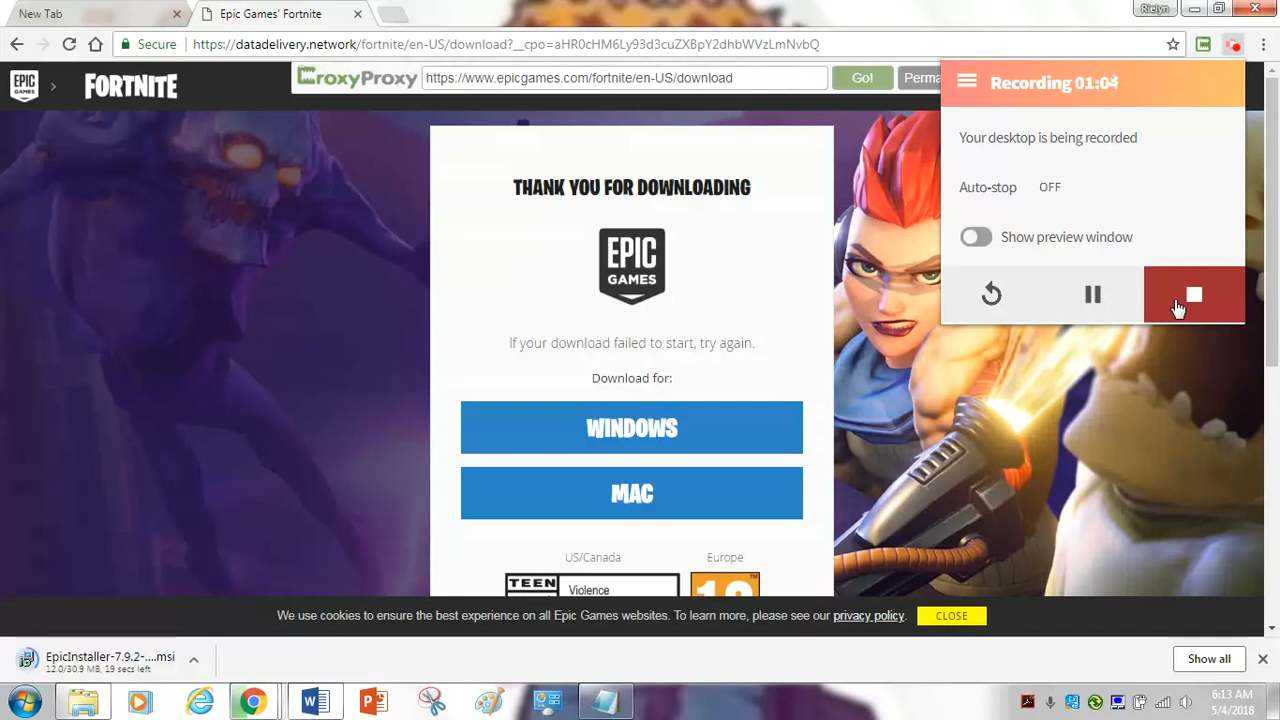 New Tab
Epic Games' Fortnite
Rielyn
Secure
https://datadelivery.network/fortnite/en-US/download?__cpo=aHR0cHM6Ly93d3cuZXBpY2dhbWVzLmNvbQ
EPIC GAMES
FORTNITE
CroxyProxy
https://www.epicgames.com/fortnite/en-US/download
Go!
Perma
Recording 01:04
Your desktop is being recorded
Auto-stop OFF
Show preview window
THANK YOU FOR DOWNLOADING
EPIC
GAMES
If your download failed to start, try again.
Download for:
WINDOWS
MAC
US/Canada
Europe
TEEN
Violence
We use cookies to ensure the best experience on all Epic Games websites. To learn more, please see our privacy policy.
CLOSE
EpicInstaller-7.9.2-....msi
12.0/30.9 MB, 19 secs left
Show all
6:13 AM
5/4/2018